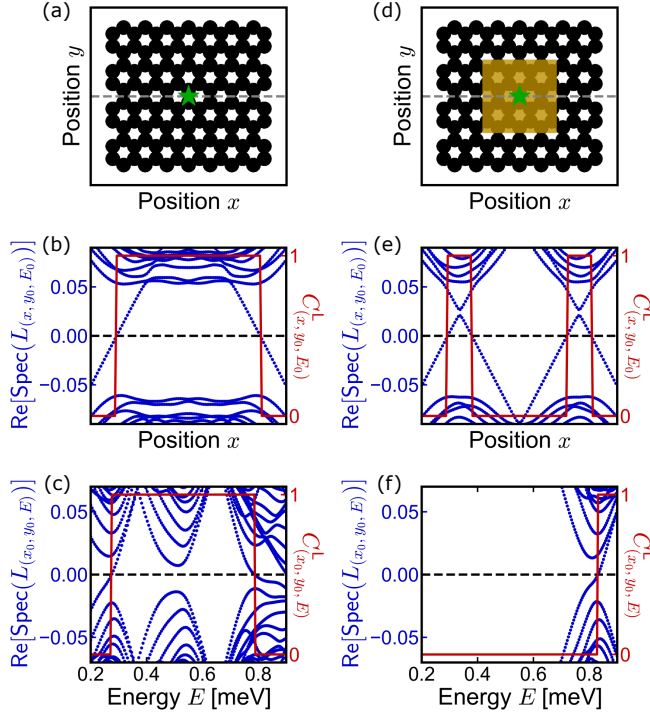 (a)
(d)
Position y
Position y
Position x
Position x
(b)
(e)
Re[Spec(L(x, y0, E0))]
0.05
0.00
−0.05
1
0
C^L(x, y0, E0)
Re[Spec(L(x, y0, E0))]
0.05
0.00
−0.05
1
0
C^L(x, y0, E0)
Position x
Position x
(c)
(f)
Re[Spec(L(x0, y0, E))]
0.05
0.00
−0.05
1
0
C^L(x0, y0, E)
Re[Spec(L(x0, y0, E))]
0.05
0.00
−0.05
1
0
C^L(x0, y0, E)
0.2 0.4 0.6 0.8
0.2 0.4 0.6 0.8
Energy E [meV]
Energy E [meV]